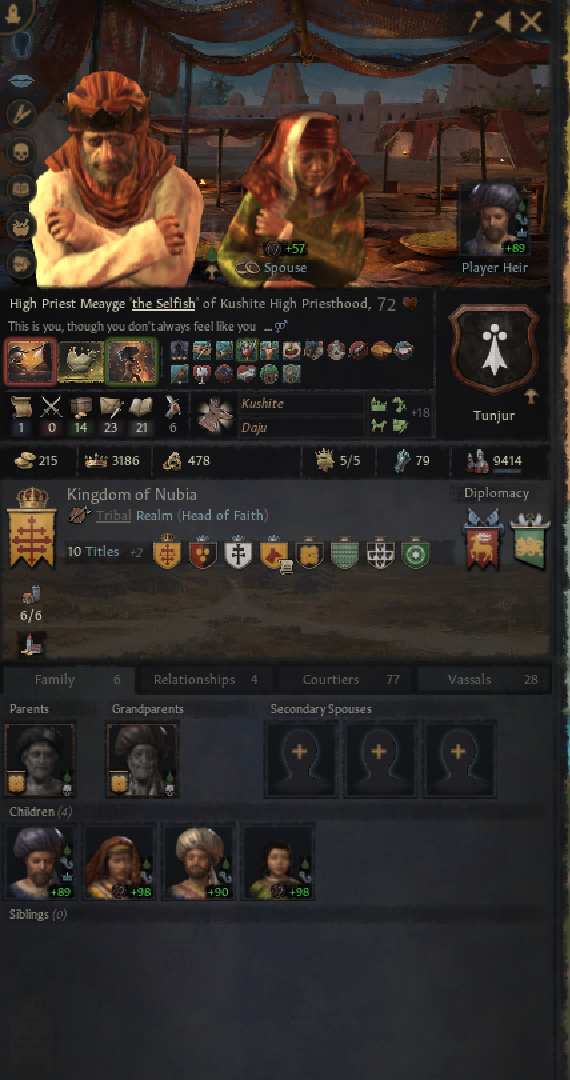 +57
Spouse
+89
Player Heir
High Priest Meayge 'the Selfish' of Kushite High Priesthood, 72
This is you, though you don't always feel like you ...
Tunjur
Kushite
Daju
+18
1 0 14 23 21 6
215 3186 478 5/5 79 9414
Kingdom of Nubia
Diplomacy
Tribal Realm (Head of Faith)
10 Titles +2
6/6
Family 6 Relationships 4 Courtiers 77 Vassals 28
Parents Grandparents Secondary Spouses
Children (4)
+89 +98 +90 +98
Siblings (0)